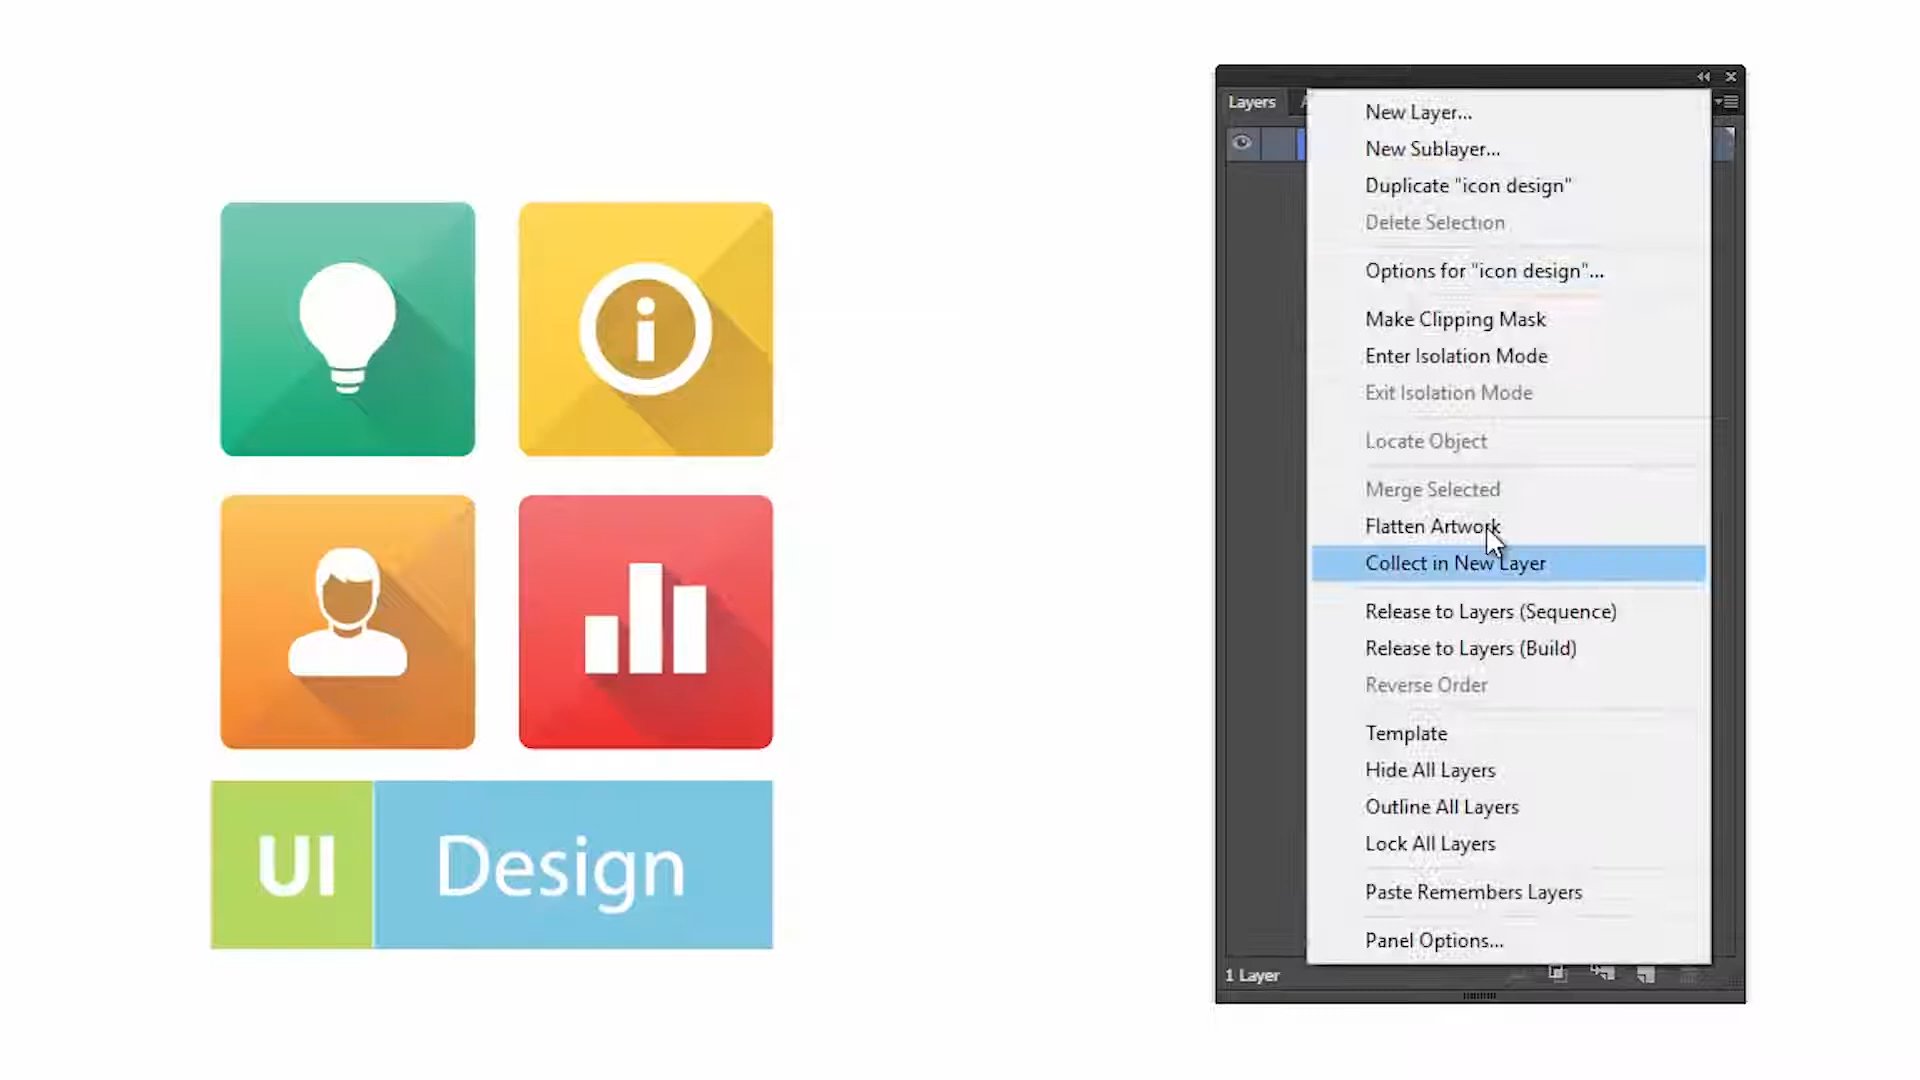 Layers
New Layer...
New Sublayer...
Duplicate "icon design"
Delete Selection
Options for "icon design"...
Make Clipping Mask
Enter Isolation Mode
Exit Isolation Mode
Locate Object
Merge Selected
Flatten Artwork
Collect in New Layer
Release to Layers (Sequence)
Release to Layers (Build)
Reverse Order
Template
Hide All Layers
Outline All Layers
Lock All Layers
Paste Remembers Layers
Panel Options...
1 Layer
i
UI Design